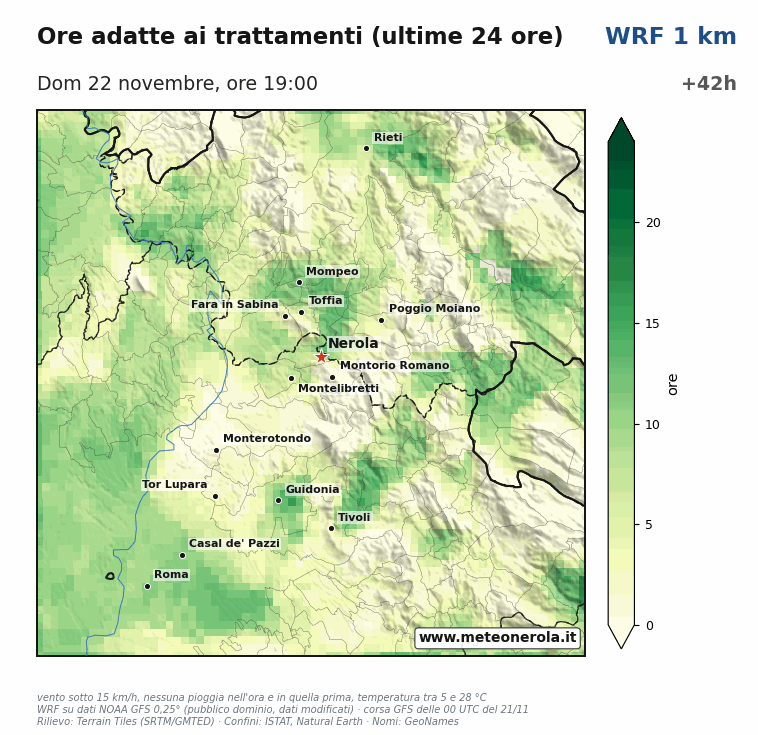 Ore adatte ai trattamenti (ultime 24 ore)
WRF 1 km
Dom 22 novembre, ore 19:00
+42h
Rieti
Mompeo
Fara in Sabina
Toffia
Poggio Moiano
Nerola
Montorio Romano
Montelibretti
Monterotondo
Tor Lupara
Guidonia
Tivoli
Casal de' Pazzi
Roma
www.meteonerola.it
20
15
10
5
0
ore
vento sotto 15 km/h, nessuna pioggia nell'ora e in quella prima, temperatura tra 5 e 28 °C
WRF su dati NOAA GFS 0,25° (pubblico dominio, dati modificati) · corsa GFS delle 00 UTC del 21/11
Rilievo: Terrain Tiles (SRTM/GMTED) · Confini: ISTAT, Natural Earth · Nomi: GeoNames